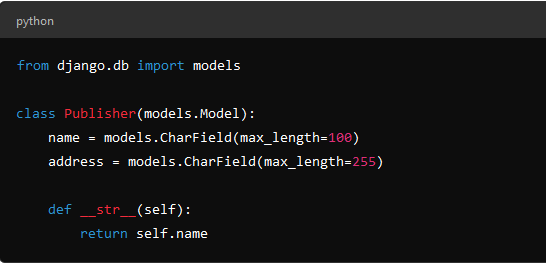 python
from django.db import models
class Publisher(models.Model):
    name = models.CharField(max_length=100)
    address = models.CharField(max_length=255)
    def __str__(self):
        return self.name